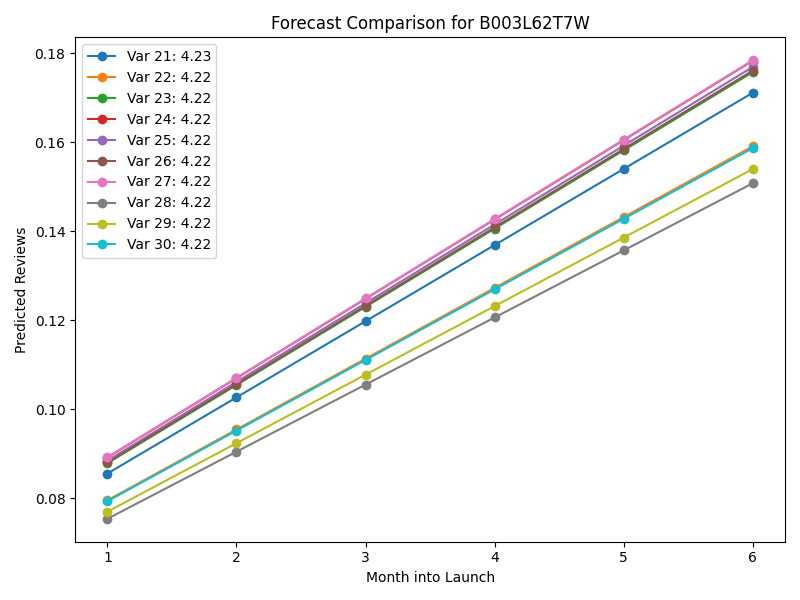 Forecast Comparison for B003L62T7W
Var 21: 4.23
Var 22: 4.22
Var 23: 4.22
Var 24: 4.22
Var 25: 4.22
Var 26: 4.22
Var 27: 4.22
Var 28: 4.22
Var 29: 4.22
Var 30: 4.22
Predicted Reviews
0.18
0.16
0.14
0.12
0.10
0.08
1 2 3 4 5 6
Month into Launch